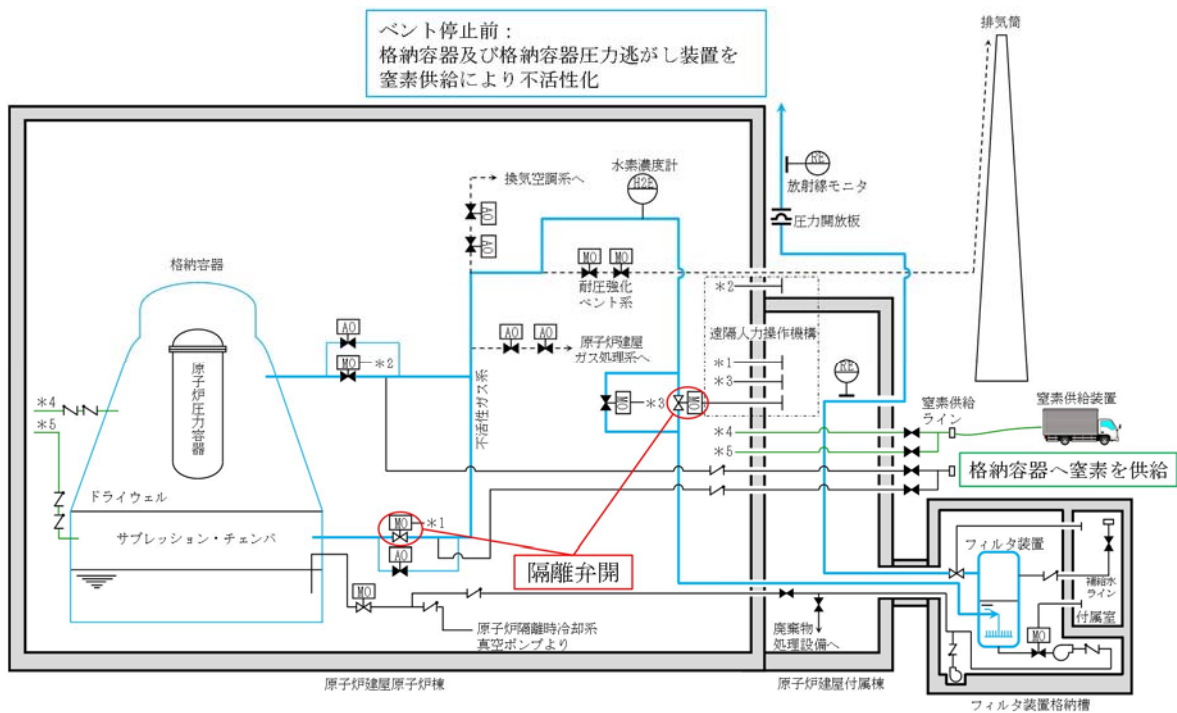 ベント停止前：
格納容器及び格納容器圧力逃がし装置を
窒素供給により不活性化
排気筒
水素濃度計
H2E
RE
放射線モニタ
圧力開放板
換気空調系へ
AO
AO
格納容器
MO
MO
耐圧強化
ベント系
*2
遠隔人力操作機構
*1
*3
AO
MO
*2
AO
AO
原子炉建屋
ガス処理系へ
原子炉圧力容器
不活性ガス系
MO
*3
MO
RE
窒素供給
ライン
窒素供給装置
*4
*5
*4
*5
格納容器へ窒素を供給
ドライウェル
サプレッション・チェンバ
MO
*1
AO
隔離弁開
フィルタ装置
補給水
ライン
付属室
MO
MO
原子炉隔離時冷却系
真空ポンプより
廃棄物
処理設備へ
原子炉建屋原子炉棟
原子炉建屋付属棟
フィルタ装置格納槽